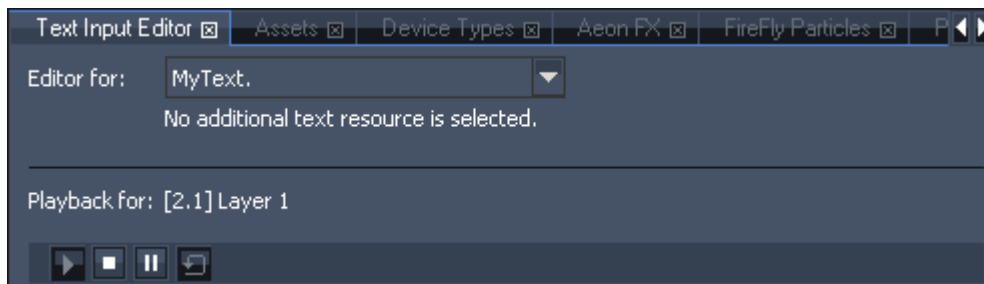 Text Input Editor Assets Device Types Aeon FX FireFly Particles P
Editor for: MyText.
No additional text resource is selected.
Playback for: [2.1] Layer 1